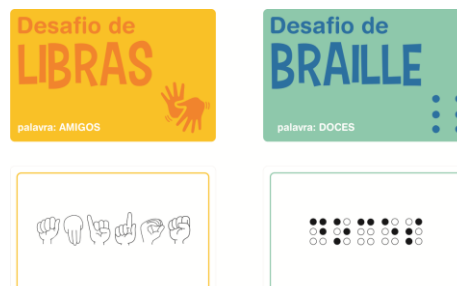 Desafio de
LIBRAS
palavra: AMIGOS
Desafio de
BRAILLE
palavra: DOCES